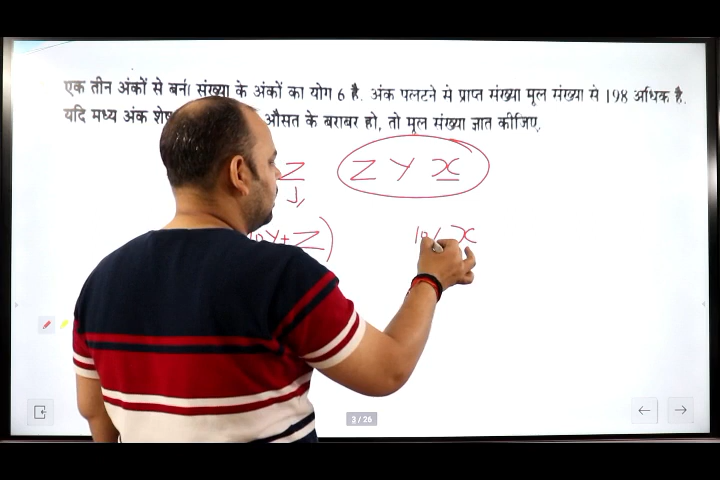 एक तीन अंकों से बनी संख्या के अंकों का योग 6 है. अंक पलटने से प्राप्त संख्या मूल संख्या से 198 अधिक है.
यदि मध्य अंक औसत के बराबर हो, तो मूल संख्या ज्ञात कीजिए.
Z Z Y x
Y+Z) x
3 / 26